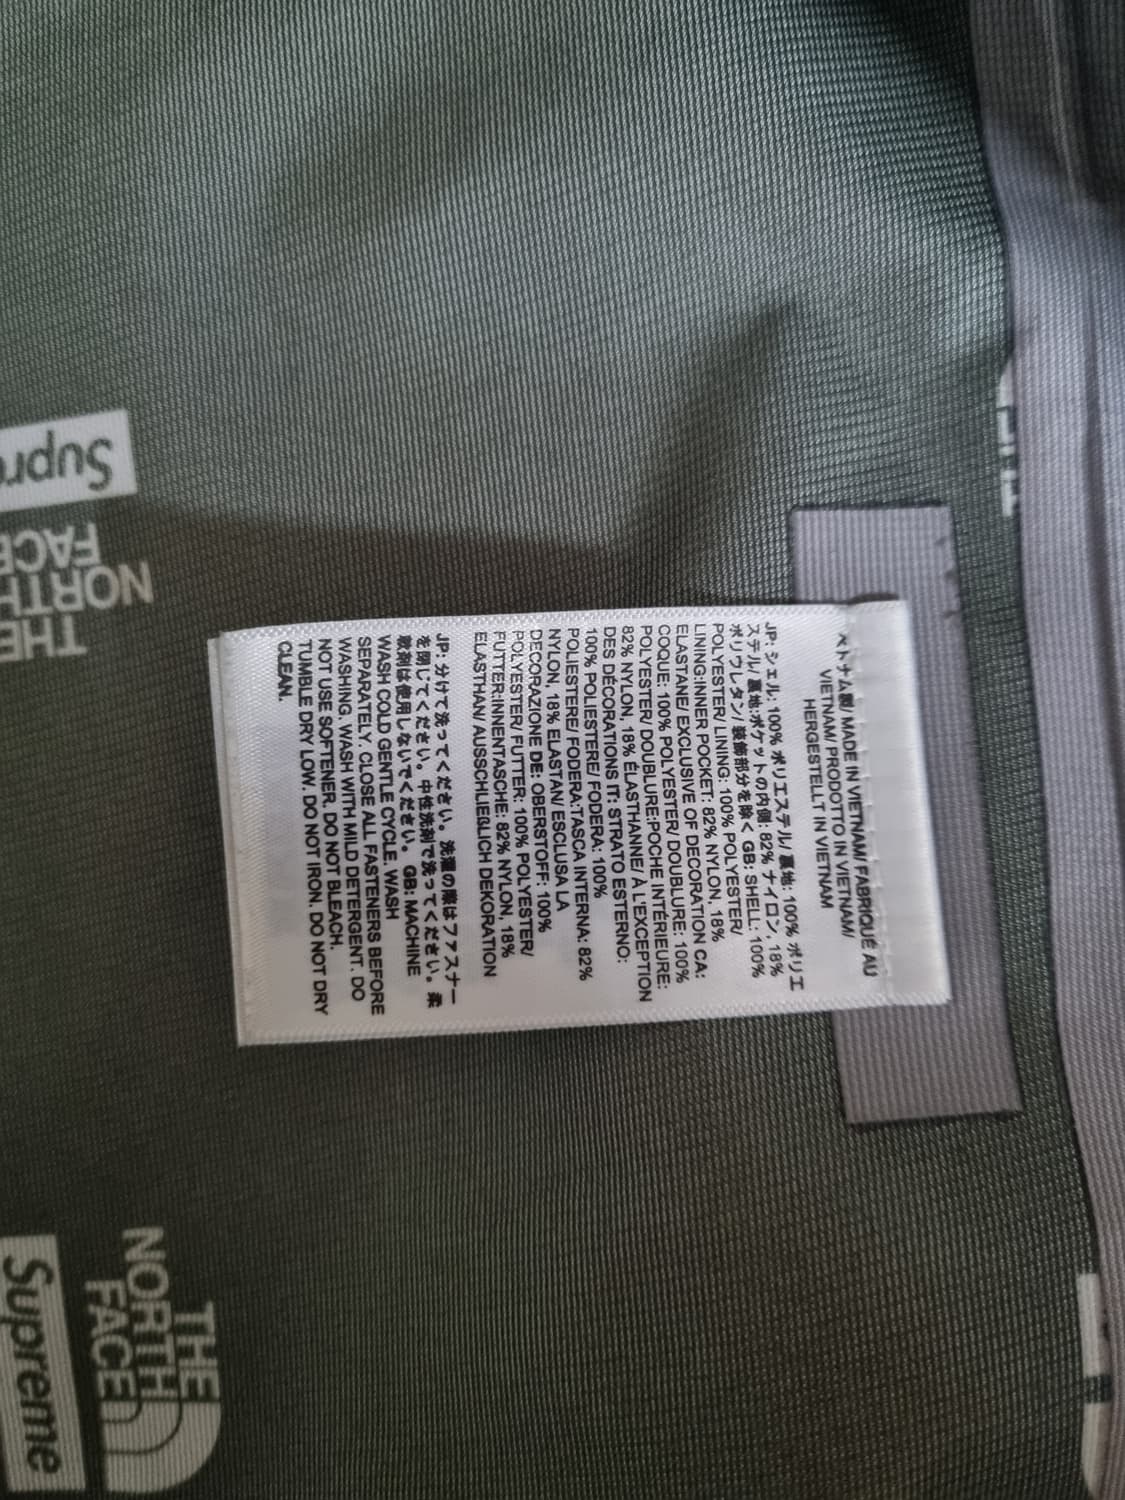 ベトナム製/ MADE IN VIETNAM/ FABRIQUÉ AU
VIETNAM/ PRODOTTO IN VIETNAM/
HERGESTELLT IN VIETNAM
JP: シェル: 100% ポリエステル/ 裏地: 100% ポリエ
ステル/ 裏地:ポケットの内側: 82% ナイロン, 18%
ポリウレタン/ 装飾部分を除く GB: SHELL: 100%
POLYESTER/ LINING: 100% POLYESTER/
LINING:INNER POCKET: 82% NYLON, 18%
ELASTANE/ EXCLUSIVE OF DECORATION CA:
COQUE: 100% POLYESTER/ DOUBLURE: 100%
POLYESTER/ DOUBLURE:POCHE INTÉRIEURE:
82% NYLON, 18% ÉLASTHANNE/ À L'EXCEPTION
DES DÉCORATIONS IT: STRATO ESTERNO:
100% POLIESTERE/ FODERA: 100%
POLIESTERE/ FODERA:TASCA INTERNA: 82%
NYLON, 18% ELASTAN/ ESCLUSA LA
DECORAZIONE DE: OBERSTOFF: 100%
POLYESTER/ FUTTER: 100% POLYESTER/
FUTTER:INNENTASCHE: 82% NYLON, 18%
ELASTHAN/ AUSSCHLIEBLICH DEKORATION
JP: 分けて洗ってください。洗濯の際はファスナー
を閉じてください。中性洗剤で洗ってください。柔
軟剤は使用しないでください。 GB: MACHINE
WASH COLD GENTLE CYCLE. WASH
SEPARATELY. CLOSE ALL FASTENERS BEFORE
WASHING. WASH WITH MILD DETERGENT. DO
NOT USE SOFTENER. DO NOT BLEACH.
TUMBLE DRY LOW. DO NOT IRON. DO NOT DRY
CLEAN.
THE
NORTH
FACE
Supre
THE
NORTH
FACE
Supreme